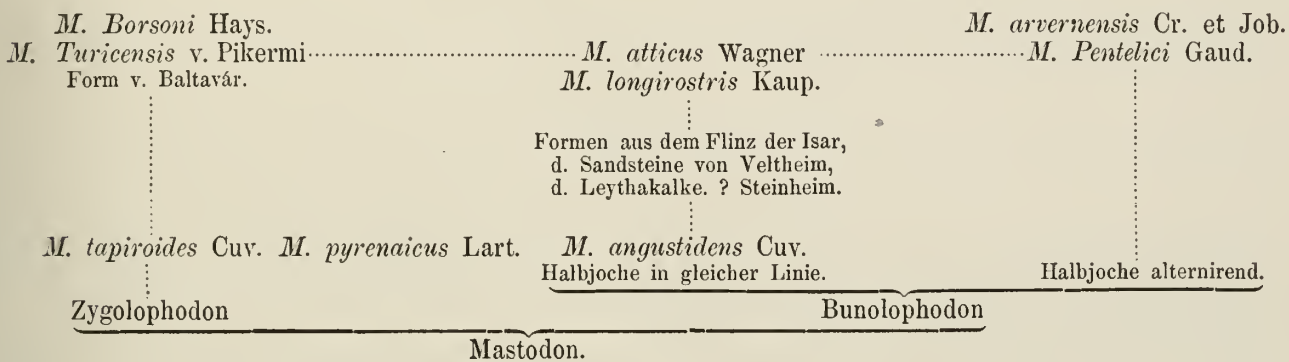 M. Borsoni Hays. M. arvernensis Cr. et Job.
M. Turicensis v. Pikermi M. atticus Wagner M. Pentelici Gaud.
Form v. Baltavár. M. longirostris Kaup.
Formen aus dem Flinz der Isar,
d. Sandsteine von Veltheim,
d. Leythakalke. ? Steinheim.
M. tapiroides Cuv. M. pyrenaicus Lart. M. angustidens Cuv.
Halbjoche in gleicher Linie. Halbjoche alternirend.
Zygolophodon Bunolophodon
Mastodon.